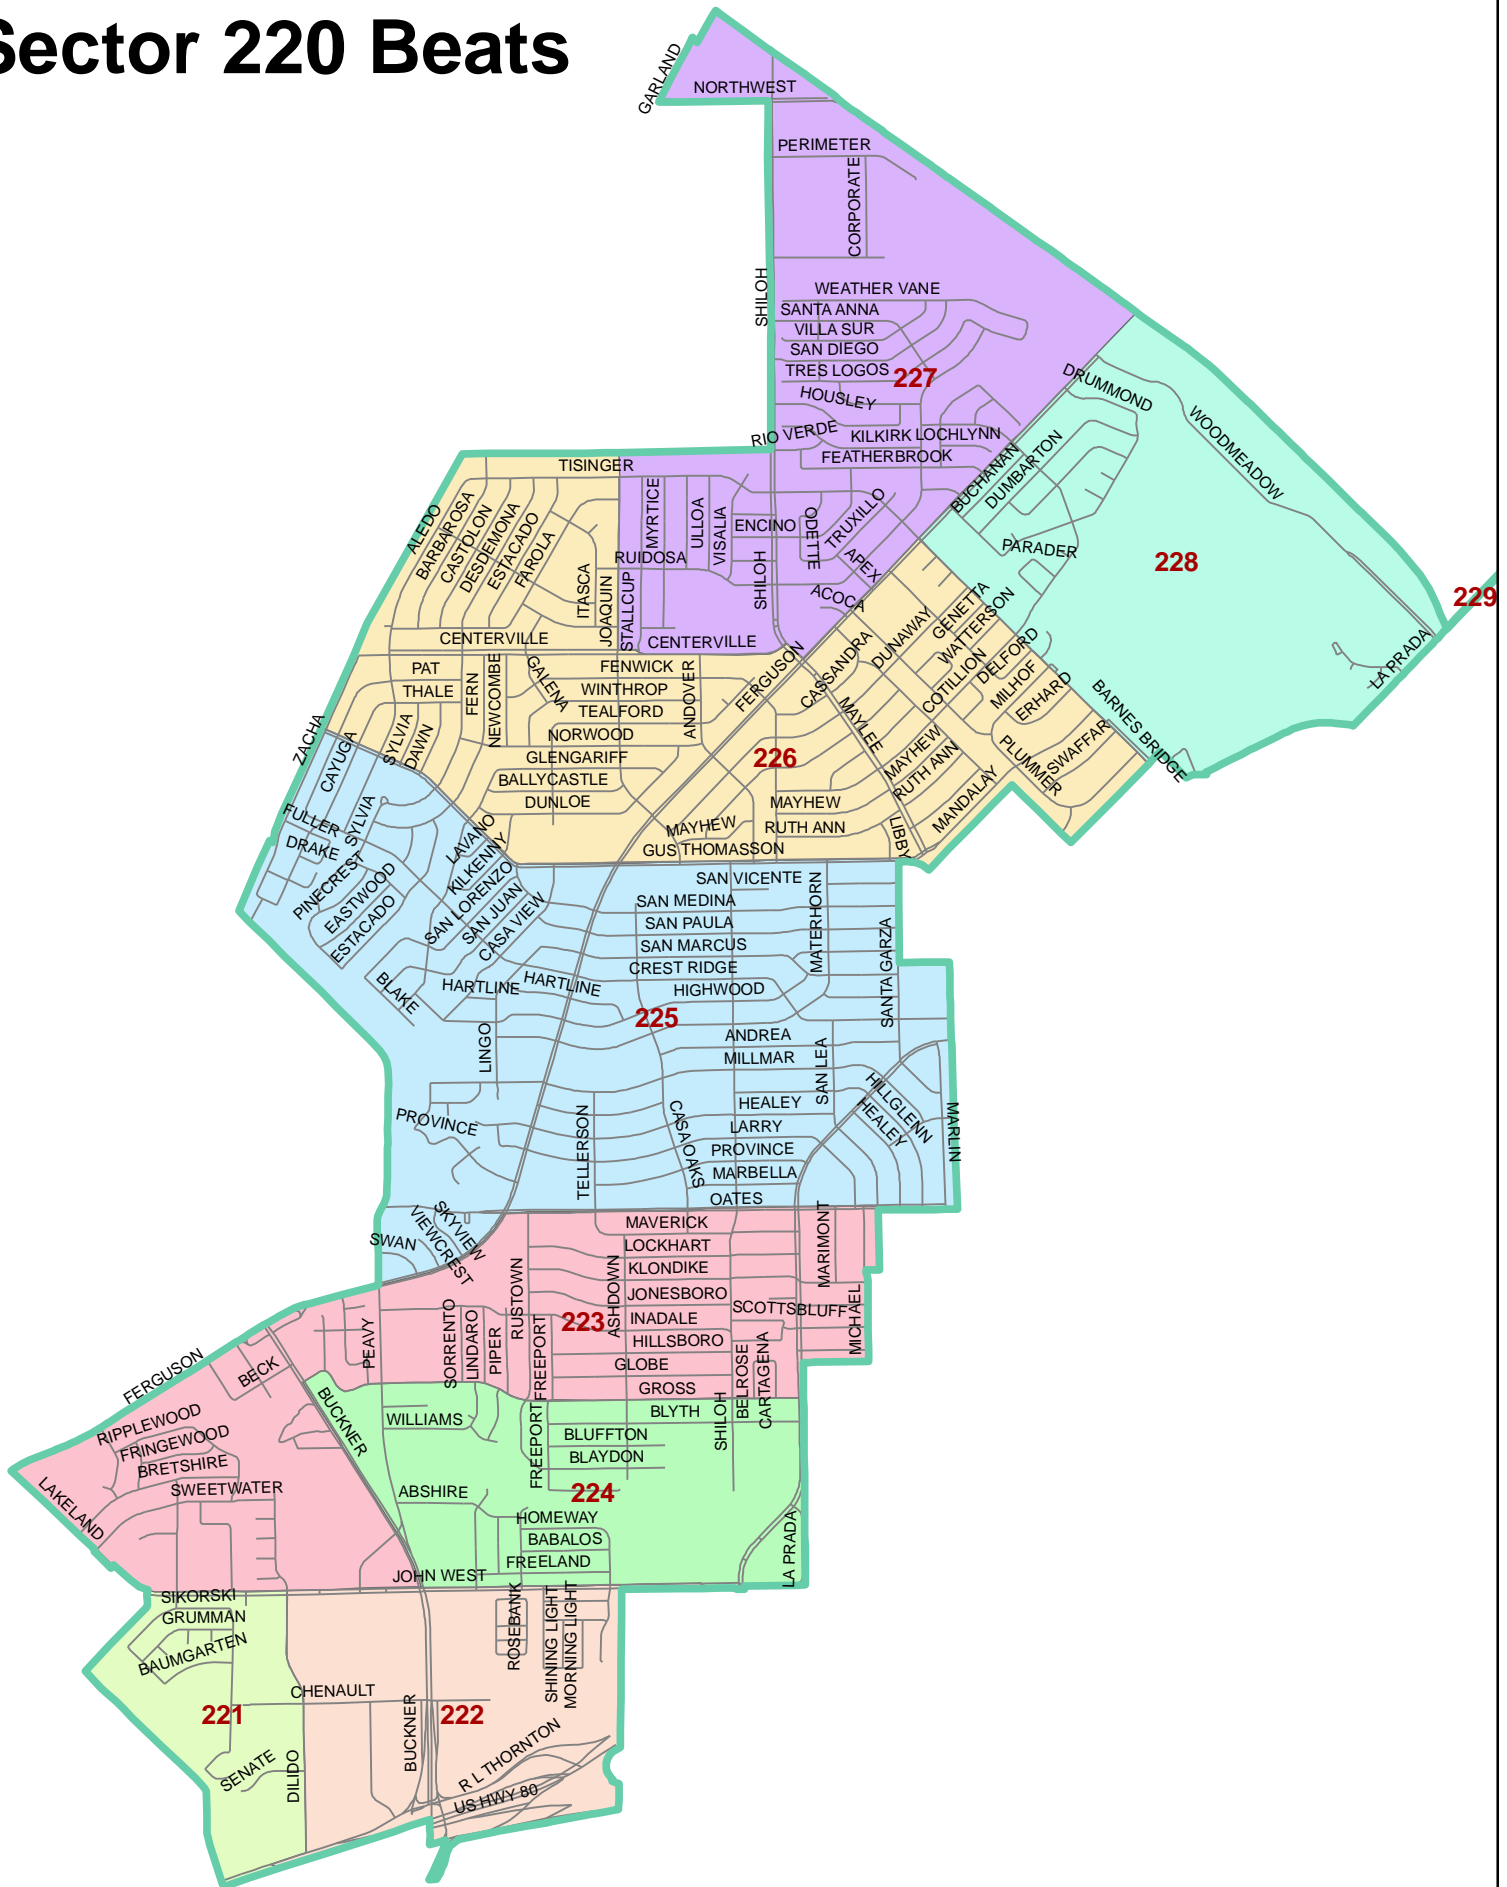 Sector 220 Beats
GARLAND
NORTHWEST
PERIMETER
CORPORATE
SHILOH
WEATHER VANE
SANTA ANNA
VILLA SUR
SAN DIEGO
TRES LOGOS
227
HOUSLEY
DRUMMOND
WOODMEADOW
RIO VERDE
KILKIRK
LOCHLYNN
FEATHERBROOK
BUCHANAN
DUMBARTON
TISINGER
ALEDO
BARBAROSA
CASTOLON
DESDEMONA
ESTACADO
FAROLA
MYRTICE
ULLOA
VISALIA
ENCINO
ODETTE
TRUXILLO
APEX
PARADER
228
RUIDOSA
ITASCA
JOAQUIN
STALLCUP
SHILOH
ACOCA
229
CENTERVILLE
CENTERVILLE
GENETTA
WATTERSON
DUNAWAY
CASSANDRA
COTILLION
DELFORD
MILHOF
ERHARD
LA PRADA
PAT
THALE
FERN
NEWCOMBE
GALENA
FENWICK
WINTHROP
TEALFORD
NORWOOD
ANDOVER
FERGUSON
MAYLEE
BARNES BRIDGE
ZACHA
CAYUGA
SYLVIA
DAWN
GLENGARIFF
BALLYCASTLE
DUNLOE
226
MAYHEW
RUTH ANN
MANDALAY
PLUMMER
SWAFFAR
MAYHEW
RUTH ANN
LIBBY
MAYHEW
GUS THOMASSON
FULLER
SYLVIA
DRAKE
PINECREST
EASTWOOD
ESTACADO
LAVANO
KILKENNY
SAN LORENZO
SAN JUAN
CASA VIEW
SAN VICENTE
SAN MEDINA
SAN PAULA
SAN MARCUS
CREST RIDGE
HIGHWOOD
MATERHORN
SANTA GARZA
BLAKE
HARTLINE
HARTLINE
225
LINGO
ANDREA
MILLMAR
SAN LEA
HILLGLENN
HEALEY
HEALEY
LARRY
PROVINCE
MARBELLA
OATES
MARLIN
PROVINCE
TELLERSON
CASA OAKS
SKYVIEW
VIEWCREST
SWAN
MAVERICK
LOCKHART
KLONDIKE
JONESBORO
INADALE
HILLSBORO
GLOBE
GROSS
MARIMONT
SCOTTSBLUFF
MICHAEL
RUSTOWN
ASHDOWN
223
PEAVY
SORRENTO
LINDARO
PIPER
FREEPORT
BELROSE
CARTAGENA
SHILOH
FERGUSON
BECK
BUCKNER
RIPPLEWOOD
FRINGEWOOD
BRETSHIRE
SWEETWATER
LAKELAND
WILLIAMS
FREEPORT
BLYTH
BLUFFTON
BLAYDON
224
ABSHIRE
HOMEWAY
BABALOS
FREELAND
LA PRADA
JOHN WEST
SIKORSKI
GRUMMAN
BAUMGARTEN
ROSEBANK
SHINING LIGHT
MORNING LIGHT
CHENAULT
221
222
BUCKNER
SENATE
DILIDO
R L THORNTON
US HWY 80